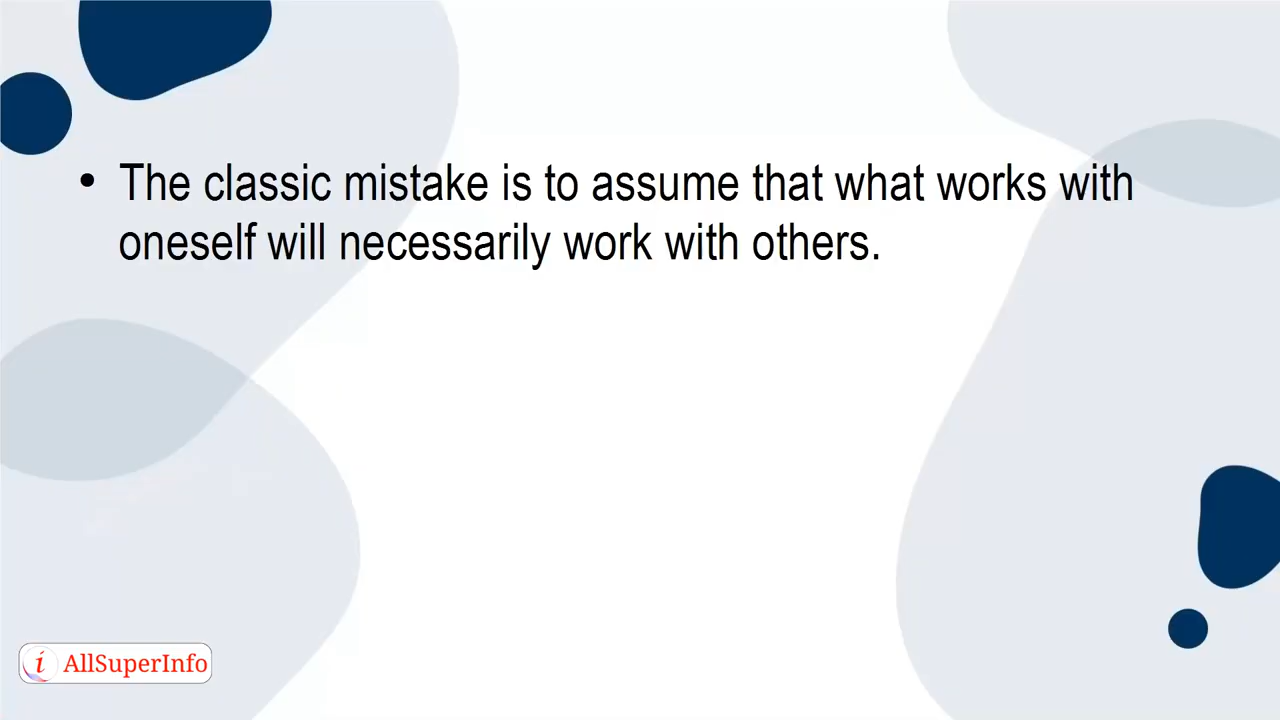 • The classic mistake is to assume that what works with
oneself will necessarily work with others.
i AllSuperInfo